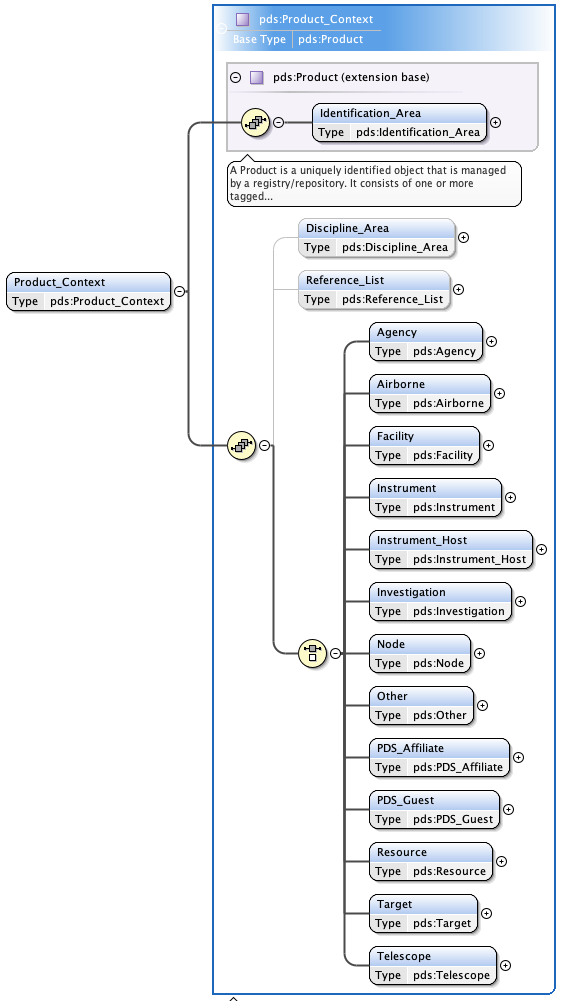 pds:Product_Context
Base Type pds:Product
pds:Product (extension base)
Identification_Area
Type pds:Identification_Area
A Product is a uniquely identified object that is managed
by a registry/repository. It consists of one or more
tagged...
Discipline_Area
Type pds:Discipline_Area
Product_Context
Type pds:Product_Context
Reference_List
Type pds:Reference_List
Agency
Type pds:Agency
Airborne
Type pds:Airborne
Facility
Type pds:Facility
Instrument
Type pds:Instrument
Instrument_Host
Type pds:Instrument_Host
Investigation
Type pds:Investigation
Node
Type pds:Node
Other
Type pds:Other
PDS_Affiliate
Type pds:PDS_Affiliate
PDS_Guest
Type pds:PDS_Guest
Resource
Type pds:Resource
Target
Type pds:Target
Telescope
Type pds:Telescope